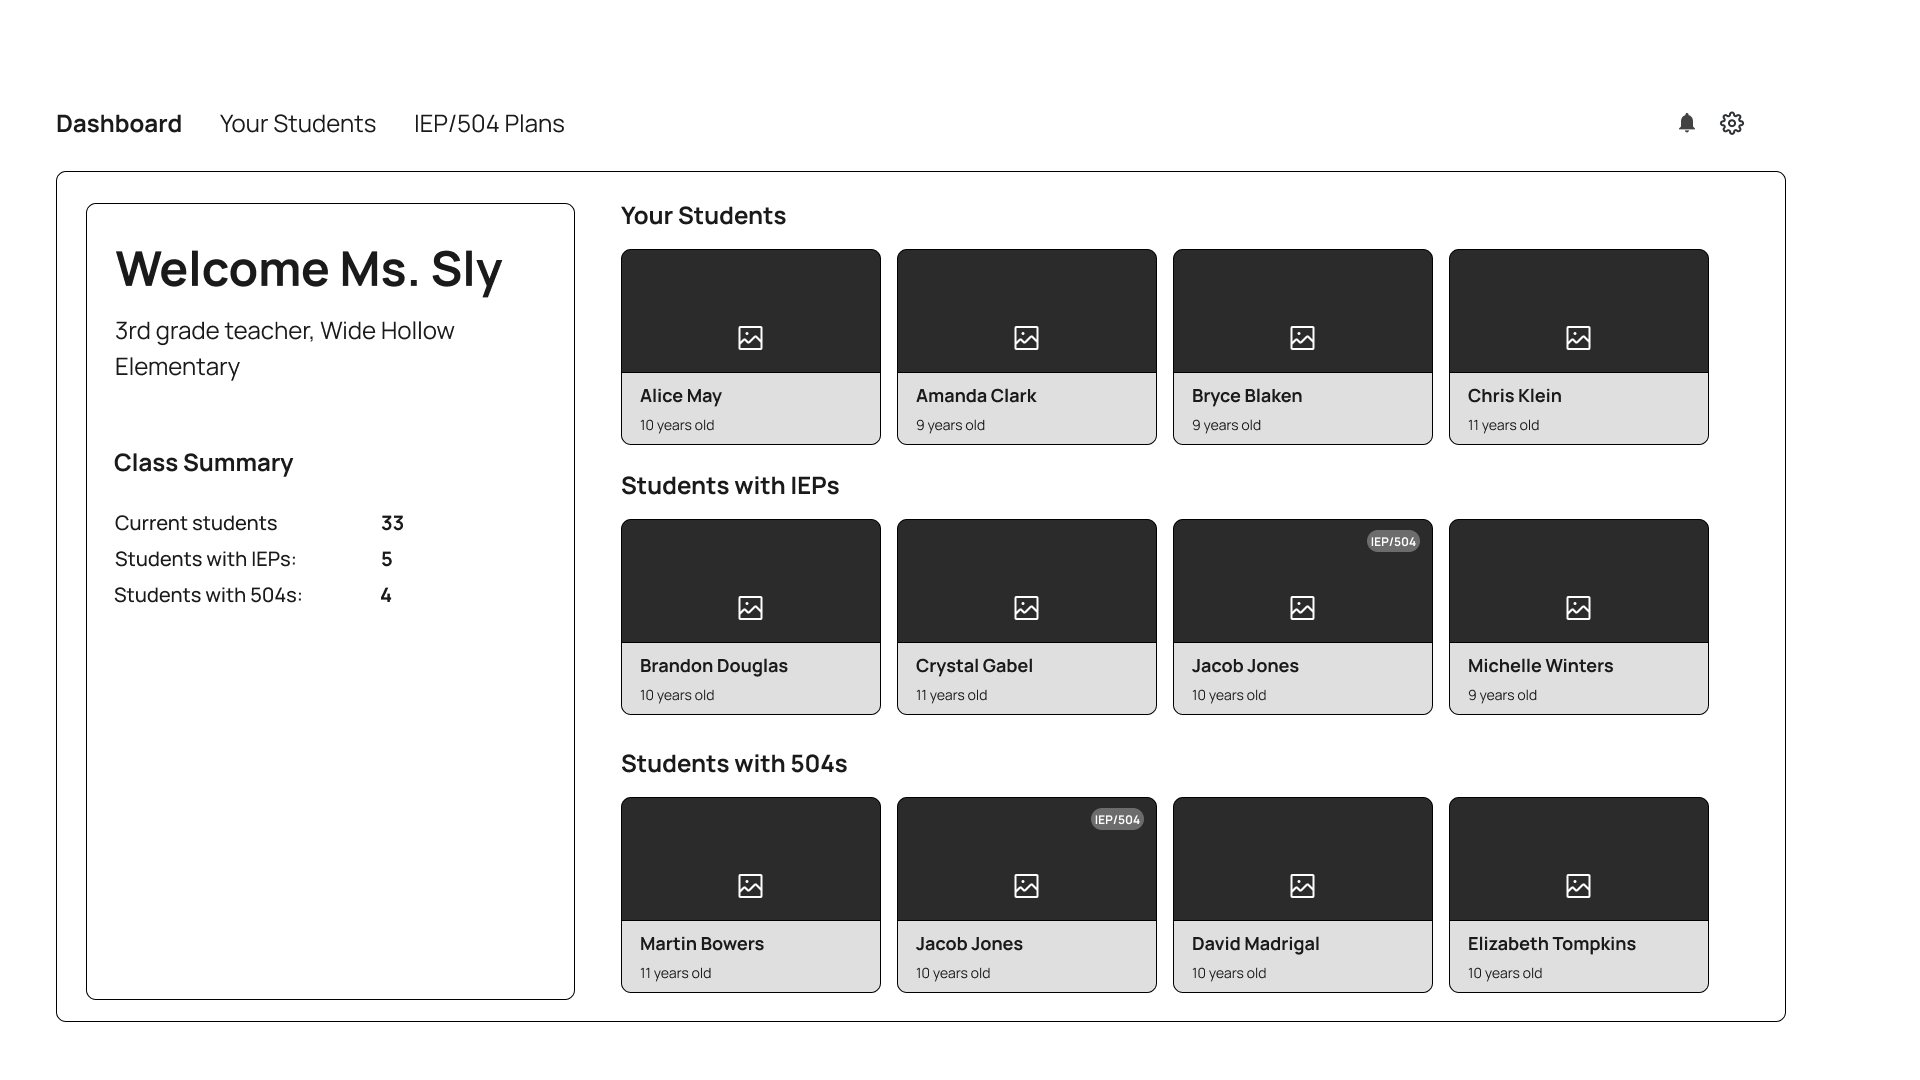 Dashboard
Your Students
IEP/504 Plans
Welcome Ms. Sly
3rd grade teacher, Wide Hollow
Elementary
Class Summary
Current students 33
Students with IEPs: 5
Students with 504s: 4
Your Students
Alice May
10 years old
Amanda Clark
9 years old
Bryce Blaken
9 years old
Chris Klein
11 years old
Students with IEPs
Brandon Douglas
10 years old
Crystal Gabel
11 years old
IEP/504
Jacob Jones
10 years old
Michelle Winters
9 years old
Students with 504s
Martin Bowers
11 years old
IEP/504
Jacob Jones
10 years old
David Madrigal
10 years old
Elizabeth Tompkins
10 years old